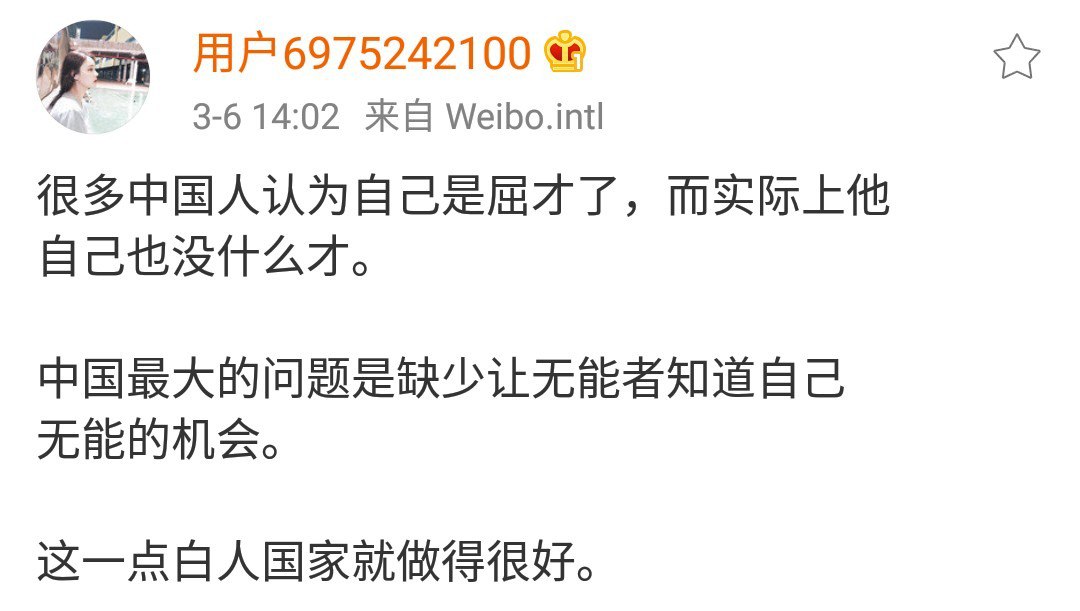 用户6975242100
3-6 14:02 来自 Weibo.intl
很多中国人认为自己是屈才了，而实际上他
自己也没什么才。
中国最大的问题是缺少让无能者知道自己
无能的机会。
这一点白人国家就做得很好。